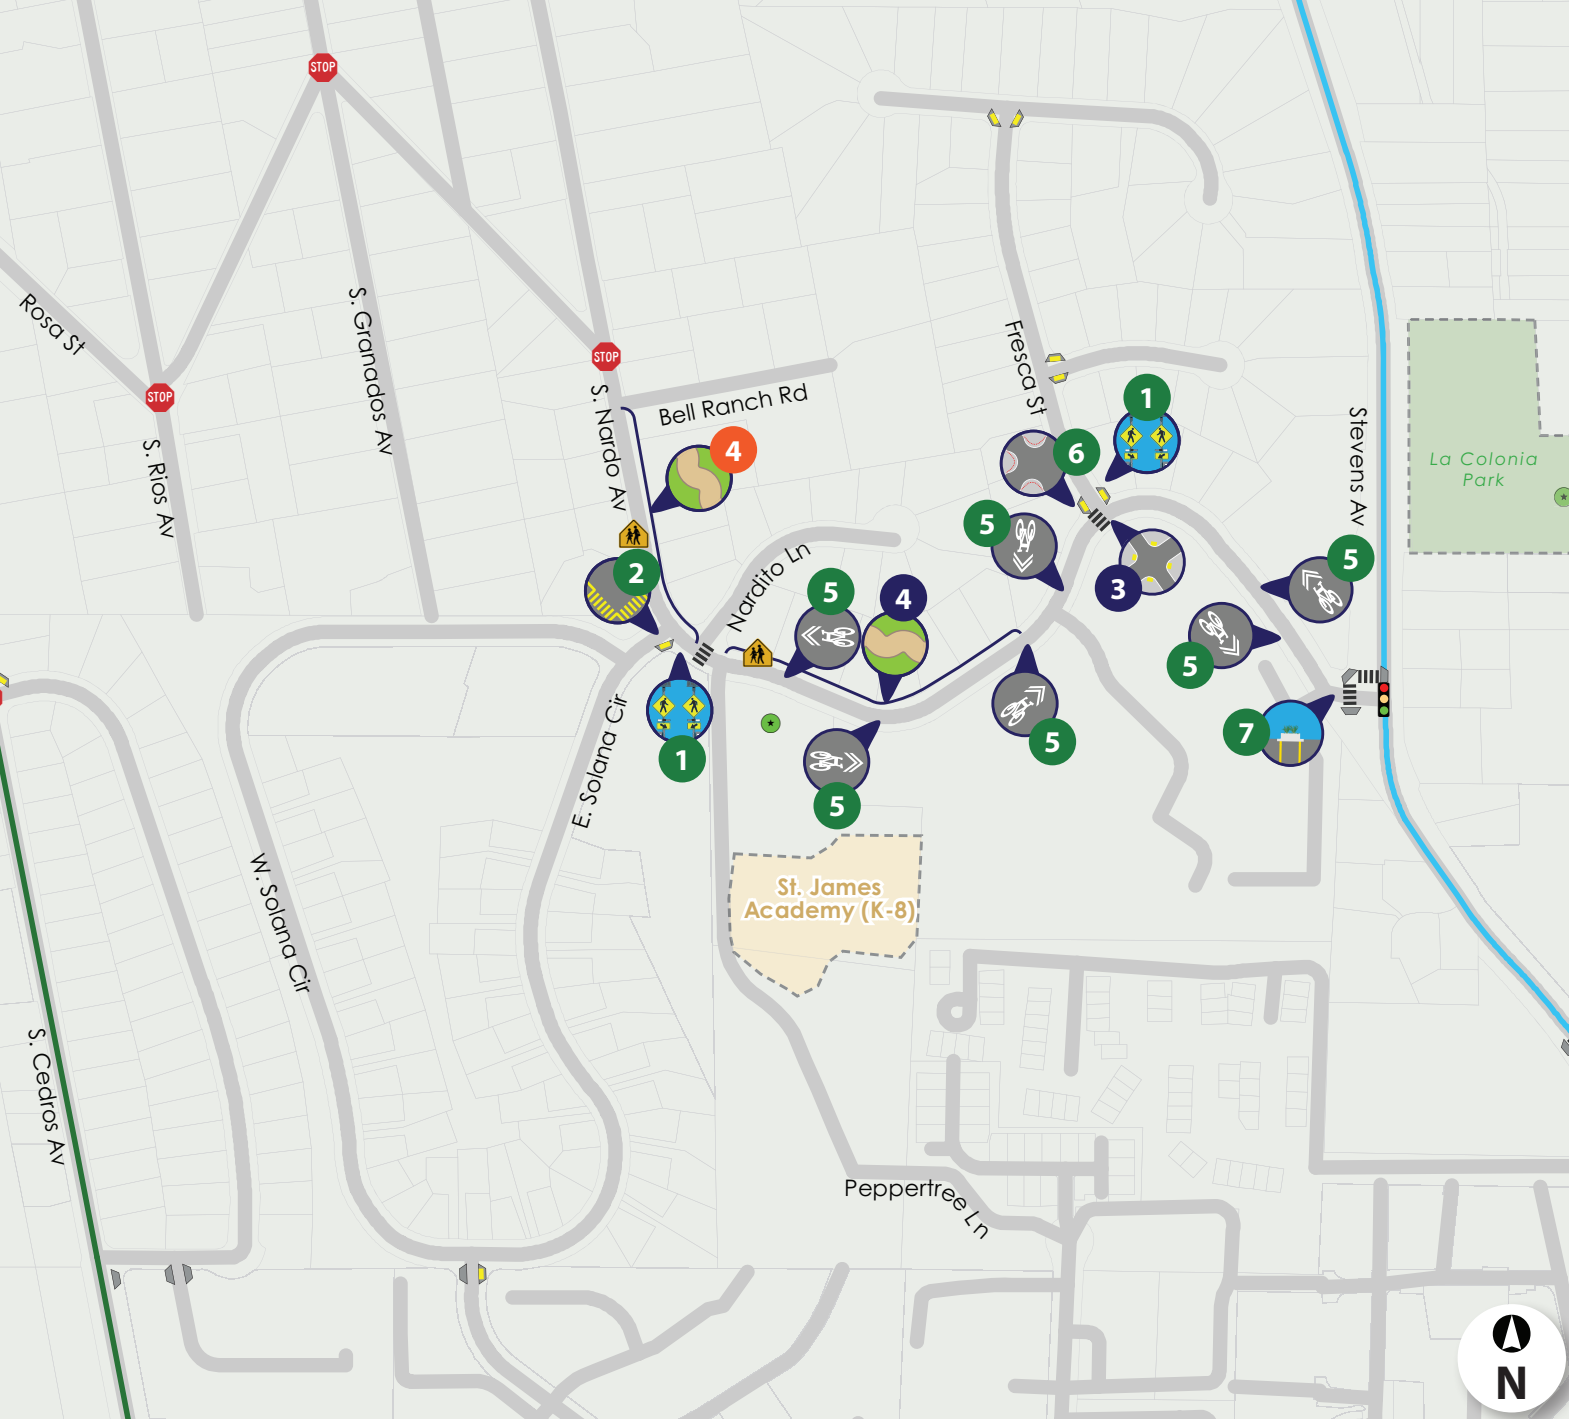 STOP
STOP
STOP
Rosa St
S. Granados Av
S. Rios Av
S. Nardo Av
Bell Ranch Rd
4
Fresca St
1
6
Stevens Av
La Colonia
Park
5
5
3
2
Nardito Ln
5
4
5
5
1
7
5
5
E. Solana Cir
W. Solana Cir
St. James
Academy (K-8)
S. Cedros Av
Peppertree Ln
N